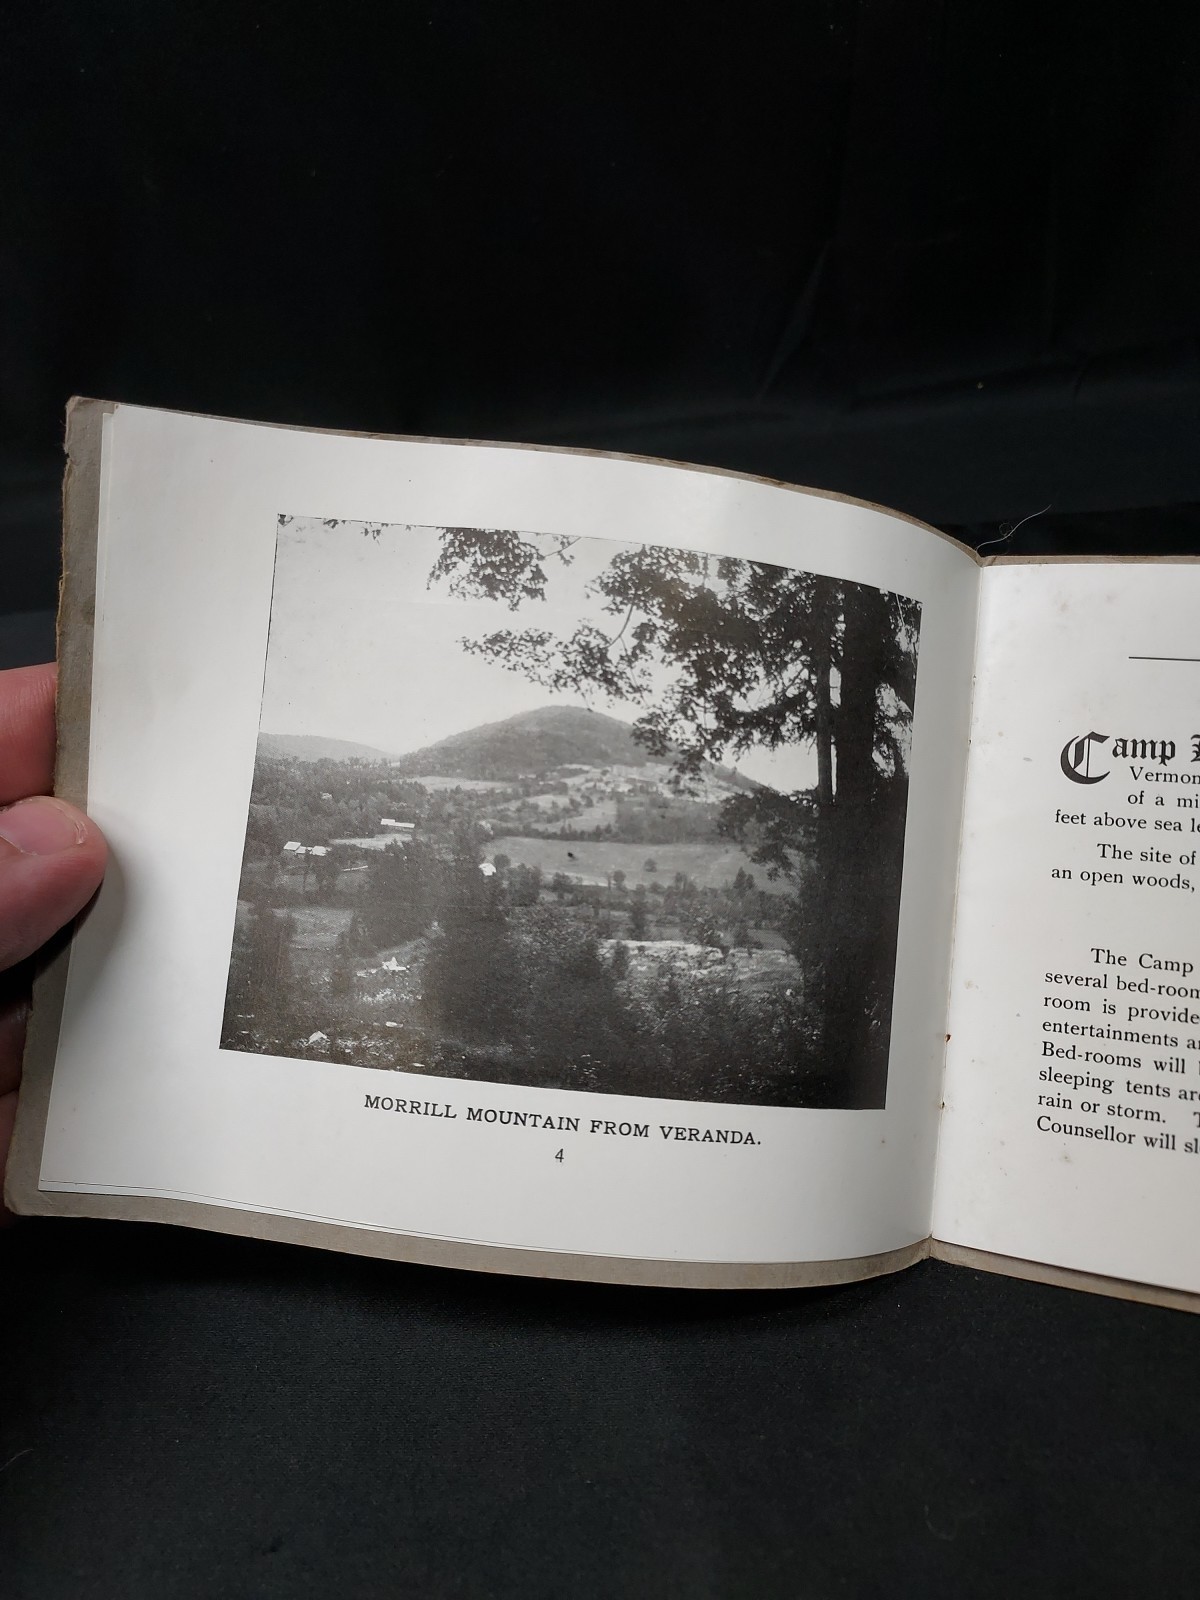 MORRILL MOUNTAIN FROM VERANDA.
4
Camp
Vermon
of a mi
feet above sea le
The site of
an open woods,
The Camp
several bed-room
room is provide
entertainments a
Bed-rooms will
sleeping tents ar
rain or storm.
Counsellor will sl